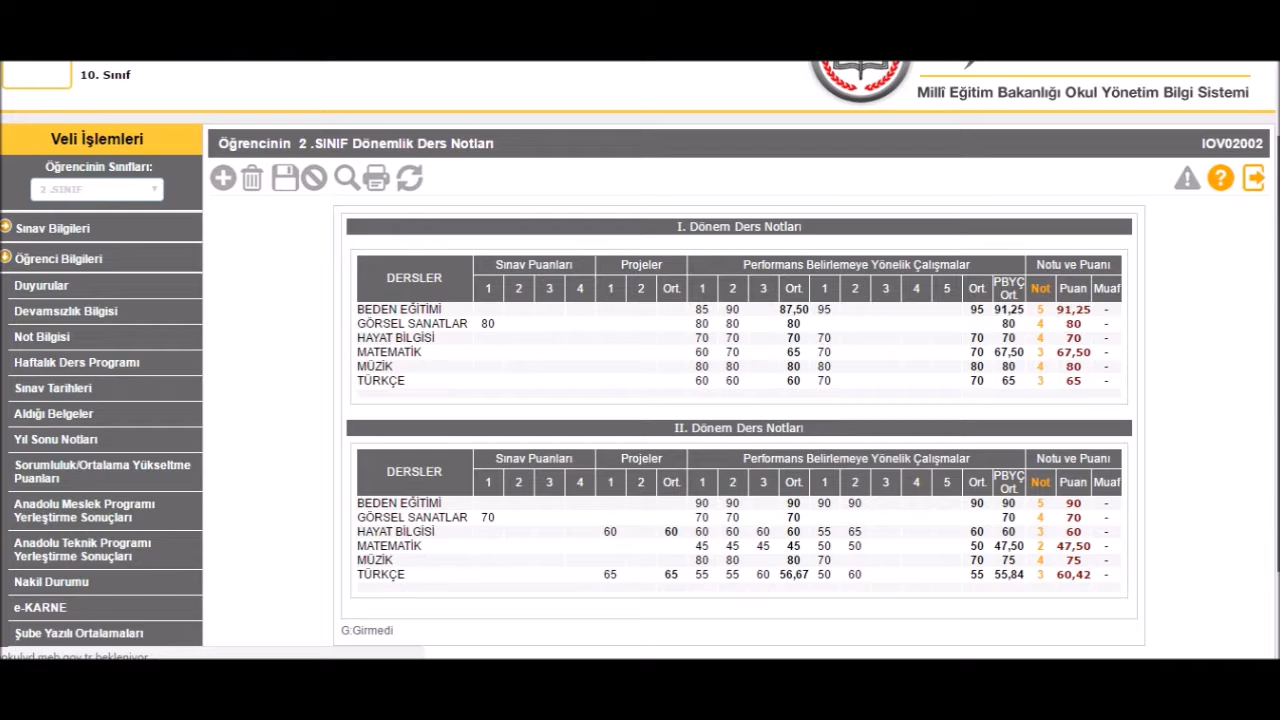 10. Sınıf
Millî Eğitim Bakanlığı Okul Yönetim Bilgi Sistemi
Veli İşlemleri
Öğrencinin Sınıfları:
2 .SINIF
Sınav Bilgileri
Öğrenci Bilgileri
Duyurular
Devamsızlık Bilgisi
Not Bilgisi
Haftalık Ders Programı
Sınav Tarihleri
Aldığı Belgeler
Yıl Sonu Notları
Sorumluluk/Ortalama Yükseltme
Puanları
Anadolu Meslek Programı
Yerleştirme Sonuçları
Anadolu Teknik Programı
Yerleştirme Sonuçları
Nakil Durumu
e-KARNE
Şube Yazılı Ortalamaları
okulyd.meb.gov.tr bekleniyor...
Öğrencinin 2 .SINIF Dönemlik Ders Notları IOV02002
I. Dönem Ders Notları
DERSLER Sınav Puanları Projeler Performans Belirlemeye Yönelik Çalışmalar Notu ve Puanı
1 2 3 4 1 2 Ort. 1 2 3 Ort. 1 2 3 4 5 Ort. PBYÇ Ort. Not Puan Muaf
BEDEN EĞİTİMİ 85 90 87,50 95 95 91,25 5 91,25 -
GÖRSEL SANATLAR 80 80 80 80 80 4 80 -
HAYAT BİLGİSİ 70 70 70 70 70 70 4 70 -
MATEMATİK 60 70 65 70 70 67,50 3 67,50 -
MÜZİK 80 80 80 80 80 80 4 80 -
TÜRKÇE 60 60 60 70 70 65 3 65 -
II. Dönem Ders Notları
DERSLER Sınav Puanları Projeler Performans Belirlemeye Yönelik Çalışmalar Notu ve Puanı
1 2 3 4 1 2 Ort. 1 2 3 Ort. 1 2 3 4 5 Ort. PBYÇ Ort. Not Puan Muaf
BEDEN EĞİTİMİ 90 90 90 90 90 90 90 5 90 -
GÖRSEL SANATLAR 70 70 70 70 70 4 70 -
HAYAT BİLGİSİ 60 60 60 60 60 60 55 65 60 60 3 60 -
MATEMATİK 45 45 45 45 50 50 50 47,50 2 47,50 -
MÜZİK 80 80 80 70 70 75 4 75 -
TÜRKÇE 65 65 55 55 60 56,67 50 60 55 55,84 3 60,42 -
G:Girmedi